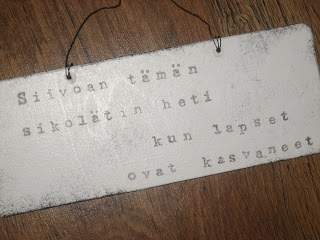 Siivoan tämän
sikolätin heti
kun lapset
ovat kasvaneet